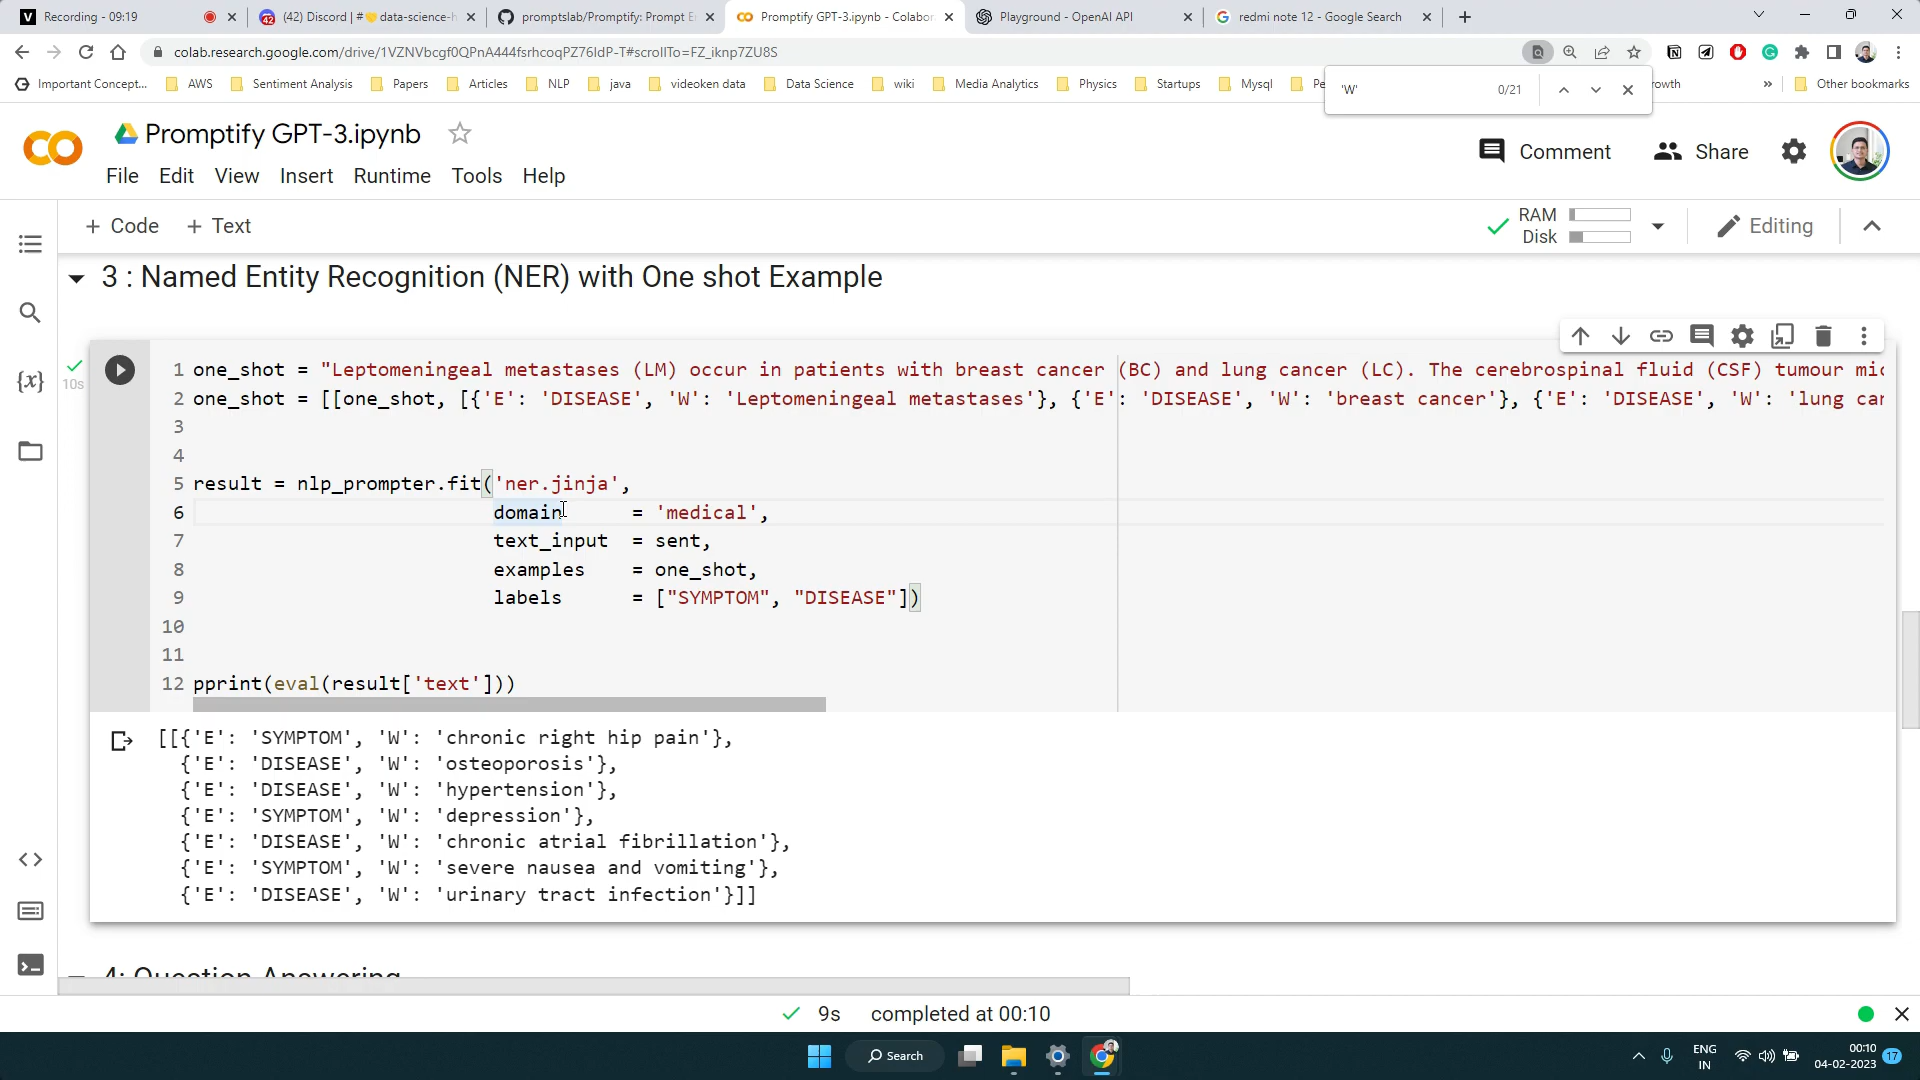 Recording - 09:19
(42) Discord | # data-science-h
promptslab/Promptify: Prompt E
Promptify GPT-3.ipynb - Colabor
Playground - OpenAI API
redmi note 12 - Google Search
colab.research.google.com/drive/1VZNVbcgf0QPnA444fsrhcoqPZ76IdP-T#scrollTo=FZ_iknp7ZU8S
Important Concept...
AWS
Sentiment Analysis
Papers
Articles
NLP
java
videoken data
Data Science
wiki
Media Analytics
Physics
Startups
Mysql
Pe
rowth
»
Other bookmarks
'W'
0/21
Promptify GPT-3.ipynb
Comment
Share
File Edit View Insert Runtime Tools Help
+ Code + Text
RAM
Disk
Editing
3 : Named Entity Recognition (NER) with One shot Example
10s
1 one_shot = "Leptomeningeal metastases (LM) occur in patients with breast cancer (BC) and lung cancer (LC). The cerebrospinal fluid (CSF) tumour mic
2 one_shot = [[one_shot, [{'E': 'DISEASE', 'W': 'Leptomeningeal metastases'}, {'E': 'DISEASE', 'W': 'breast cancer'}, {'E': 'DISEASE', 'W': 'lung can
3
4
5 result = nlp_prompter.fit('ner.jinja',
6 domain = 'medical',
7 text_input = sent,
8 examples = one_shot,
9 labels = ["SYMPTOM", "DISEASE"])
10
11
12 pprint(eval(result['text']))
[[{'E': 'SYMPTOM', 'W': 'chronic right hip pain'},
{'E': 'DISEASE', 'W': 'osteoporosis'},
{'E': 'DISEASE', 'W': 'hypertension'},
{'E': 'SYMPTOM', 'W': 'depression'},
{'E': 'DISEASE', 'W': 'chronic atrial fibrillation'},
{'E': 'SYMPTOM', 'W': 'severe nausea and vomiting'},
{'E': 'DISEASE', 'W': 'urinary tract infection'}]]
4: Question Answering
9s completed at 00:10
Search
ENG
IN
00:10
04-02-2023
17